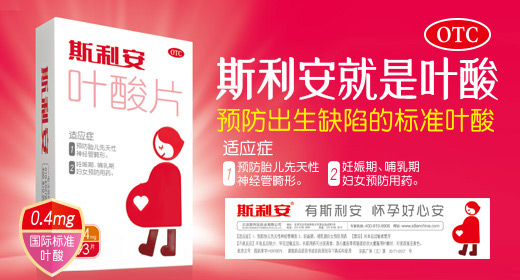 OTC
斯利安
叶酸片
适应症
1 预防胎儿先天性
神经管畸形。
2 妊娠期、哺乳期
妇女预防用药。
斯利安
0.4mg
国际标准
叶酸
斯利安就是叶酸
预防出生缺陷的标准叶酸
适应症
1 预防胎儿先天性
神经管畸形。
2 妊娠期、哺乳期
妇女预防用药。
斯利安 有斯利安 怀孕好心安